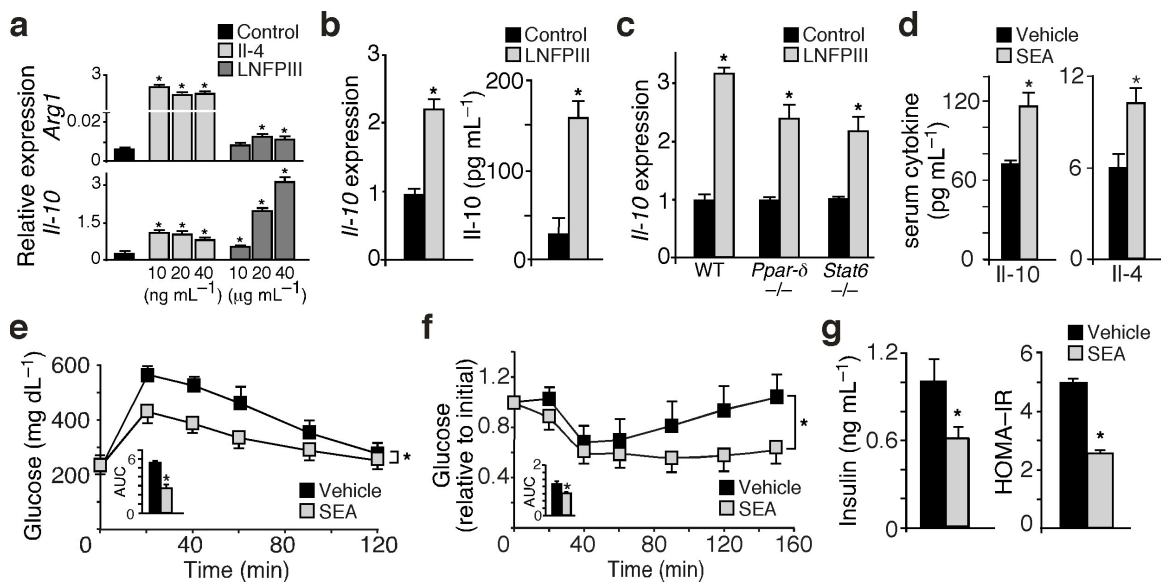 a
Control
Il-4
LNFPIII
Relative expression
Arg1
Il-10
3
0.02
0
3
1.5
0
10 20 40 10 20 40
(ng mL–1) (µg mL–1)
b
Control
LNFPIII
Il-10 expression
3
2
1
0
*
Il-10 (pg mL–1)
200
100
0
*
c
Control
LNFPIII
Il-10 expression
3
2
1
0
* * *
WT Ppar-δ Stat6
–/– –/–
d
Vehicle
SEA
serum cytokine
(pg mL–1)
120
60
0
*
Il-10
12
6
0
*
Il-4
e
Glucose (mg dL–1)
600
400
200
0 40 80 120
Time (min)
AUC
6
0
*
Vehicle
SEA
*
f
Glucose
(relative to initial)
1.2
0.8
0.4
0 40 80 120 160
Time (min)
AUC
2
0
*
Vehicle
SEA
*
g
Vehicle
SEA
Insulin (ng mL–1)
1.2
0.6
0
*
HOMA–IR
6
4
2
0
*